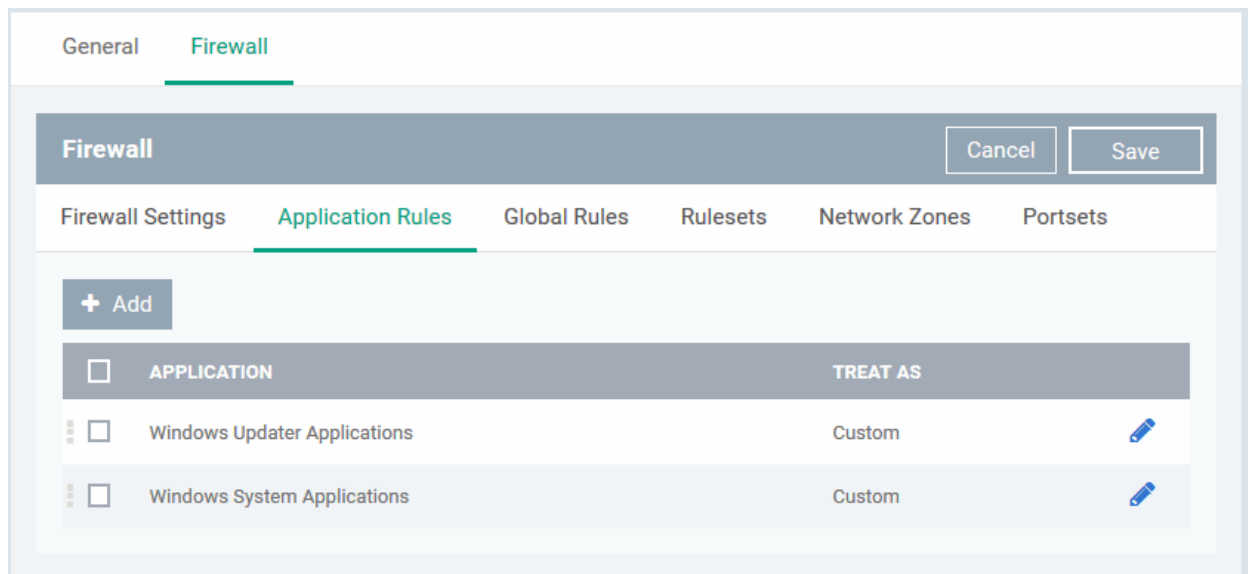 General Firewall
Firewall Cancel Save
Firewall Settings Application Rules Global Rules Rulesets Network Zones Portsets
+ Add
APPLICATION TREAT AS
Windows Updater Applications Custom
Windows System Applications Custom